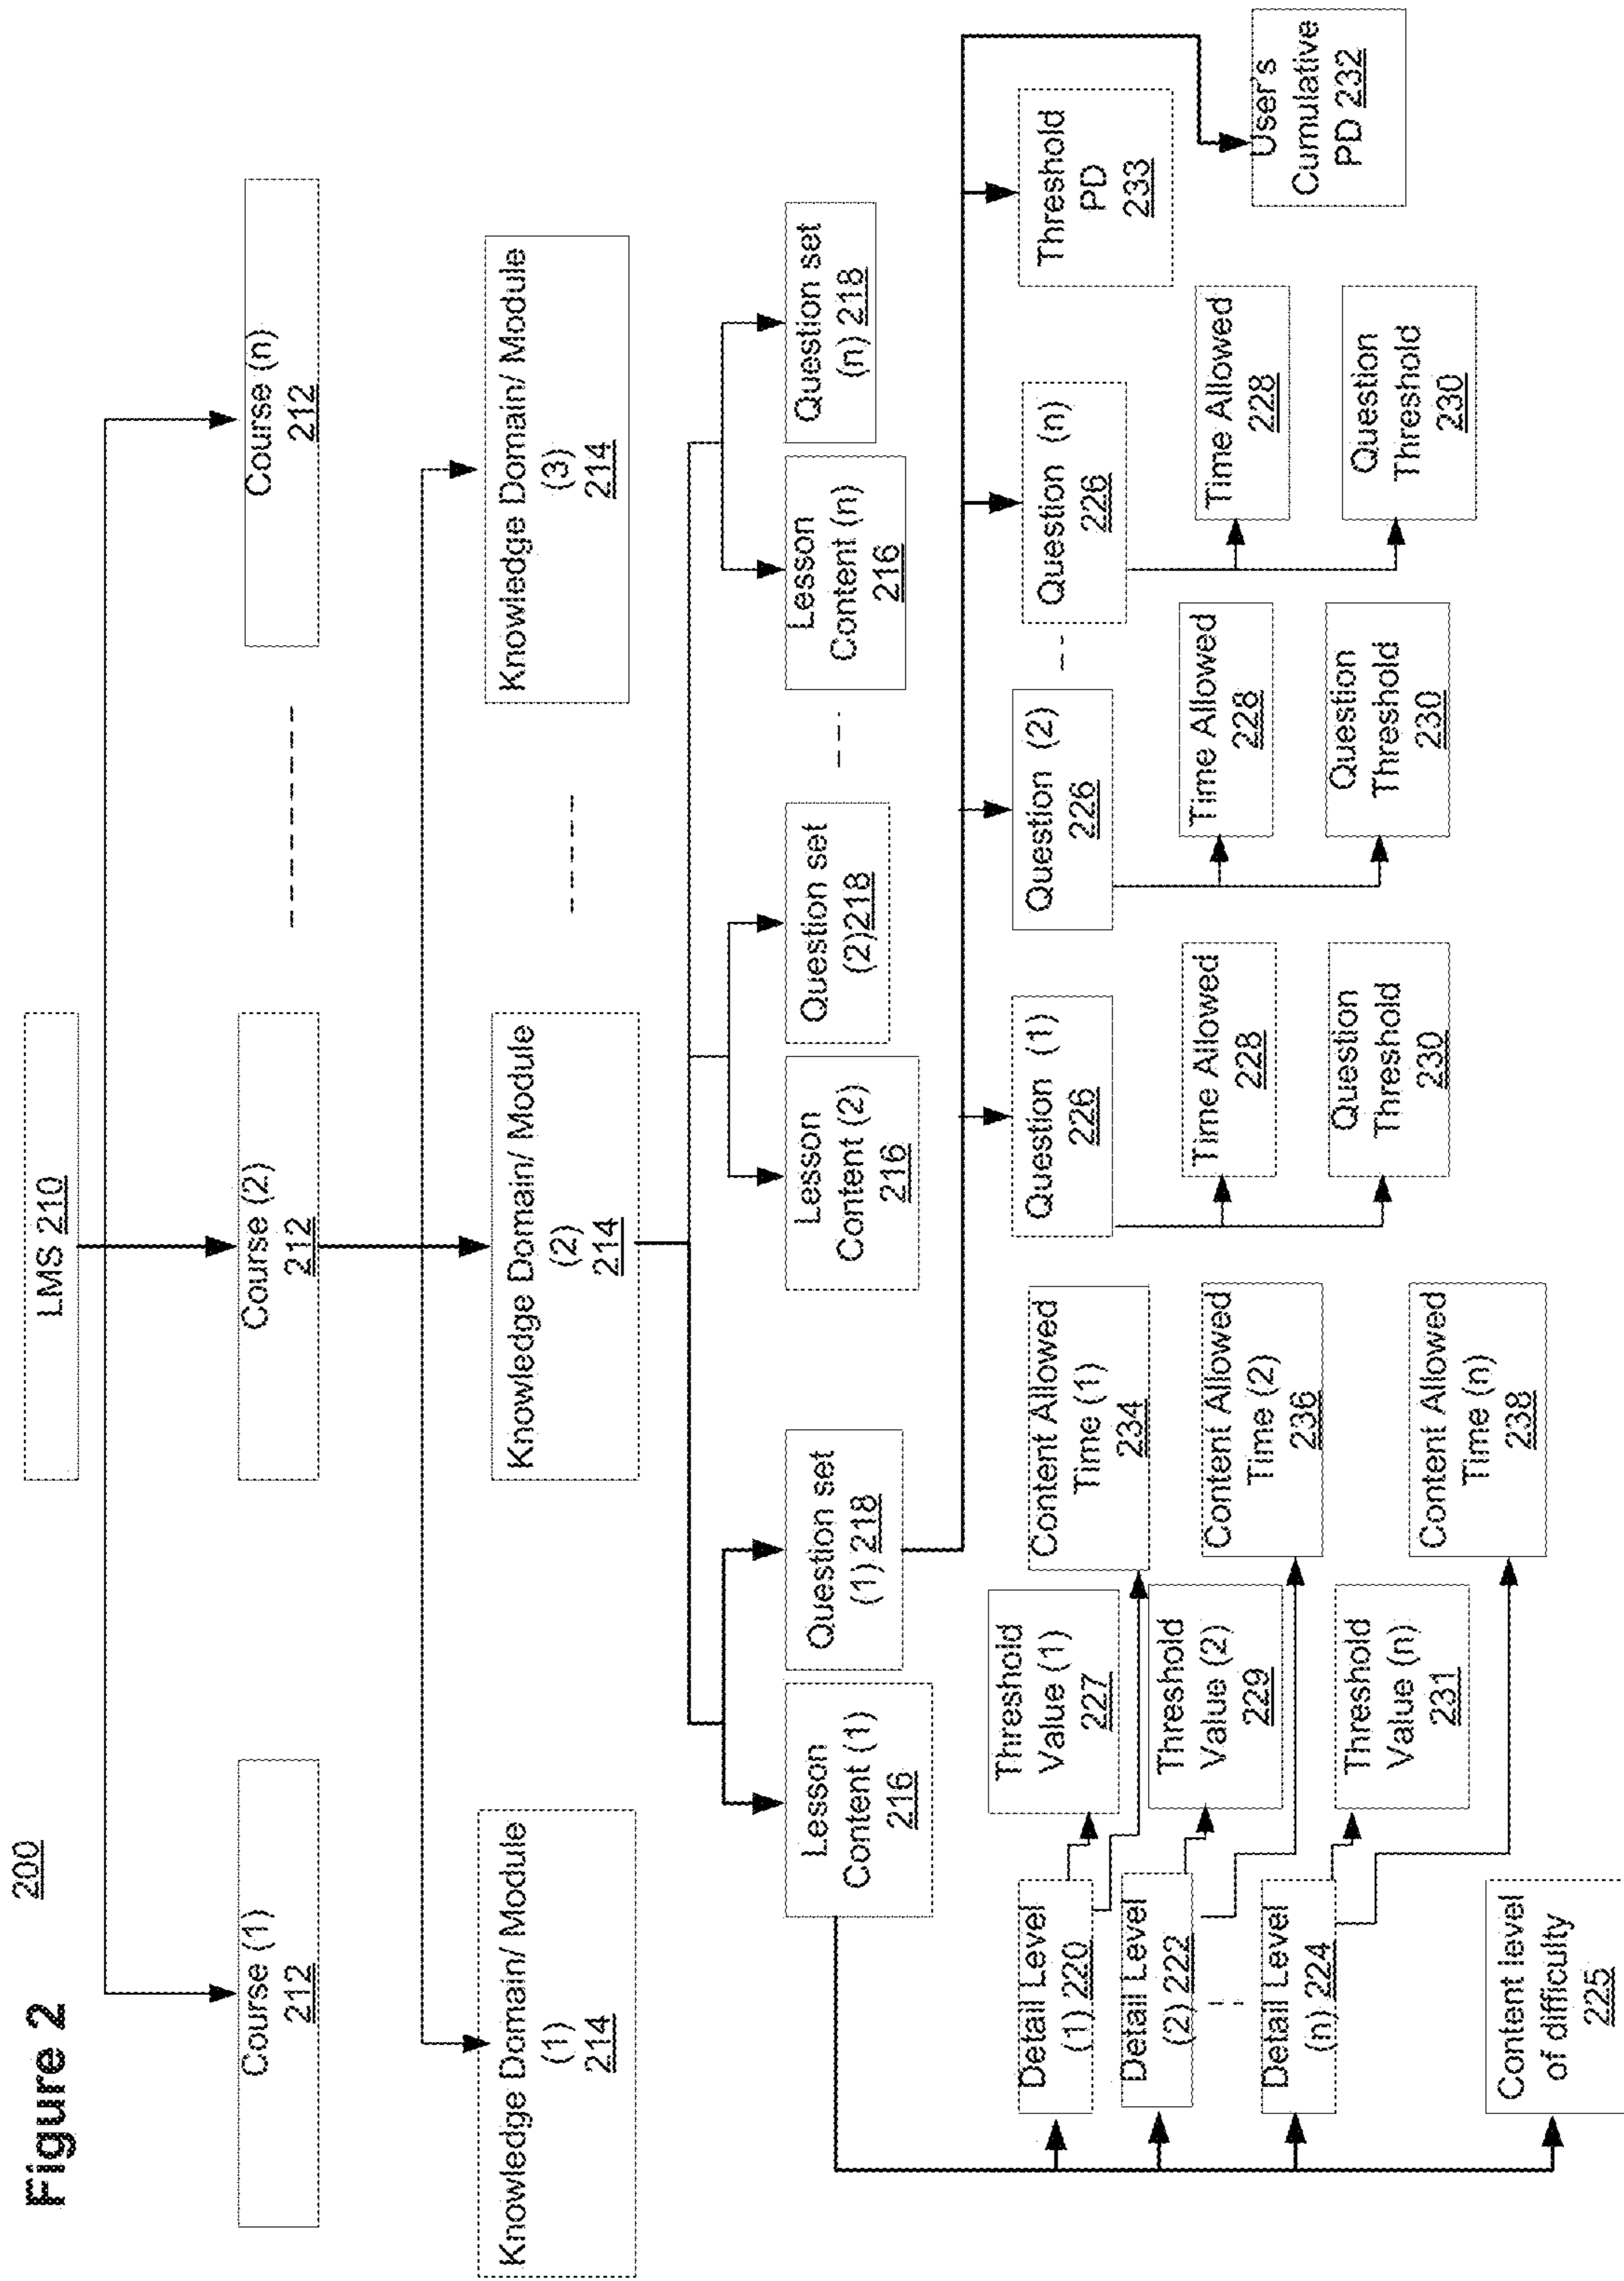 Figure 2
200
LMS 210
Course (1)
212
Course (2)
212
Course (n)
212
Knowledge Domain/ Module
(1)
214
Knowledge Domain/ Module
(2)
214
Knowledge Domain/ Module
(3)
214
Lesson
Content (1)
216
Question set
(1) 218
Lesson
Content (2)
216
Question set
(2)218
Lesson
Content (n)
216
Question set
(n) 218
Detail Level
(1) 220
Threshold
Value (1)
227
Content Allowed
Time (1)
234
Detail Level
(2) 222
Threshold
Value (2)
229
Content Allowed
Time (2)
236
Detail Level
(n) 224
Threshold
Value (n)
231
Content Allowed
Time (n)
238
Content level
of difficulty
225
Question (1)
226
Time Allowed
228
Question
Threshold
230
Question (2)
226
Time Allowed
228
Question
Threshold
230
Question (n)
226
Time Allowed
228
Question
Threshold
230
Threshold
PD
233
User's
Cumulative
PD 232